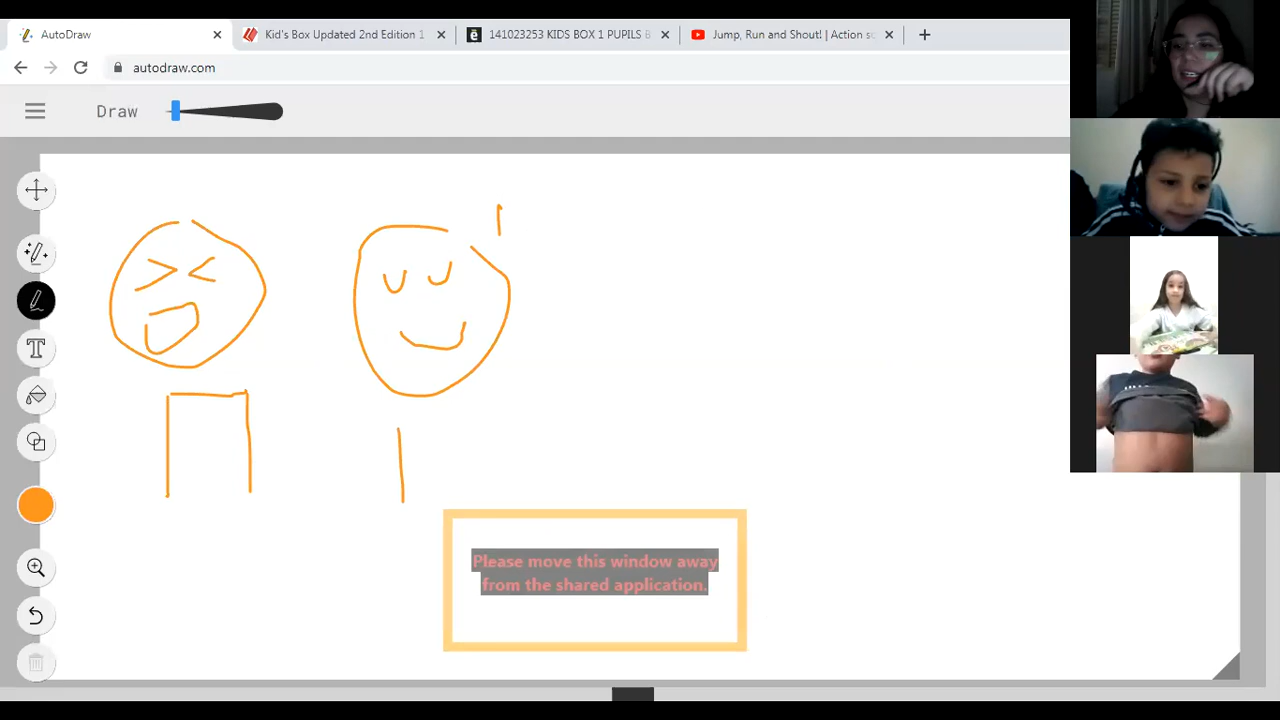 AutoDraw
Kid's Box Updated 2nd Edition 1
141023253 KIDS BOX 1 PUPILS B
Jump, Run and Shout! | Action so
autodraw.com
Draw
T
Please move this window away
from the shared application.